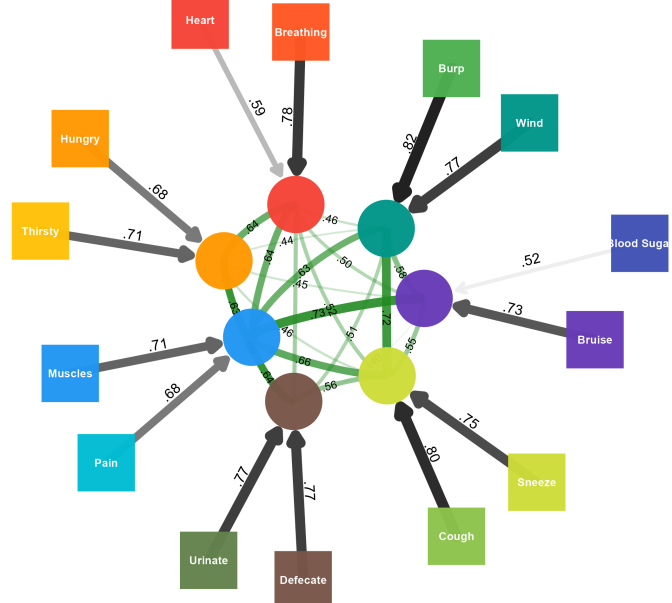 Heart
Breathing
Burp
Hungry
Wind
.59
.78
.82
.77
.68
Thirsty
.71
.64
.46
.44
Blood Suga
.64
.63
.50
.58
.52
.45
.63
.73
.52
.73
.46
.72
.51
Bruise
.71
.55
Muscles
.66
.64
.56
.68
.75
Pain
.80
.77
.77
Sneeze
Cough
Urinate
Defecate